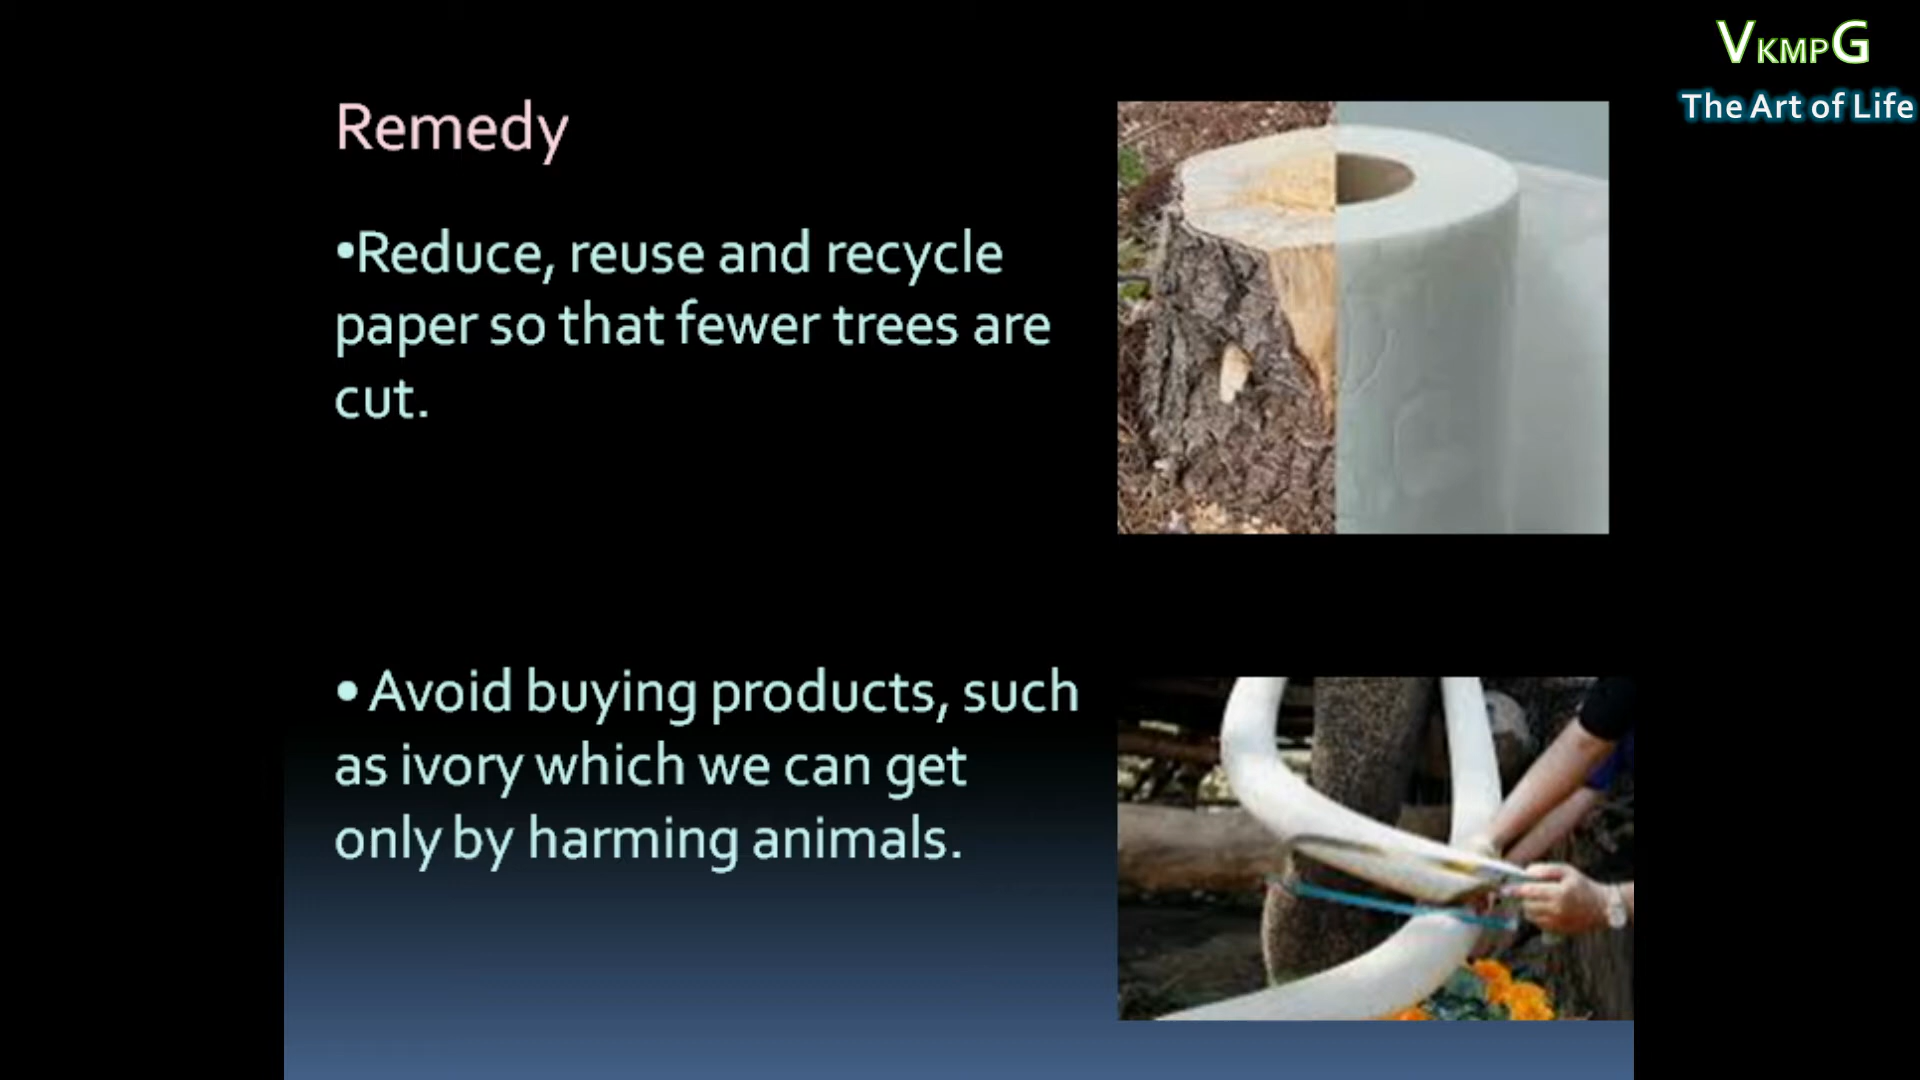 VKMPG
The Art of Life
Remedy
•Reduce, reuse and recycle
paper so that fewer trees are
cut.
• Avoid buying products, such
as ivory which we can get
only by harming animals.